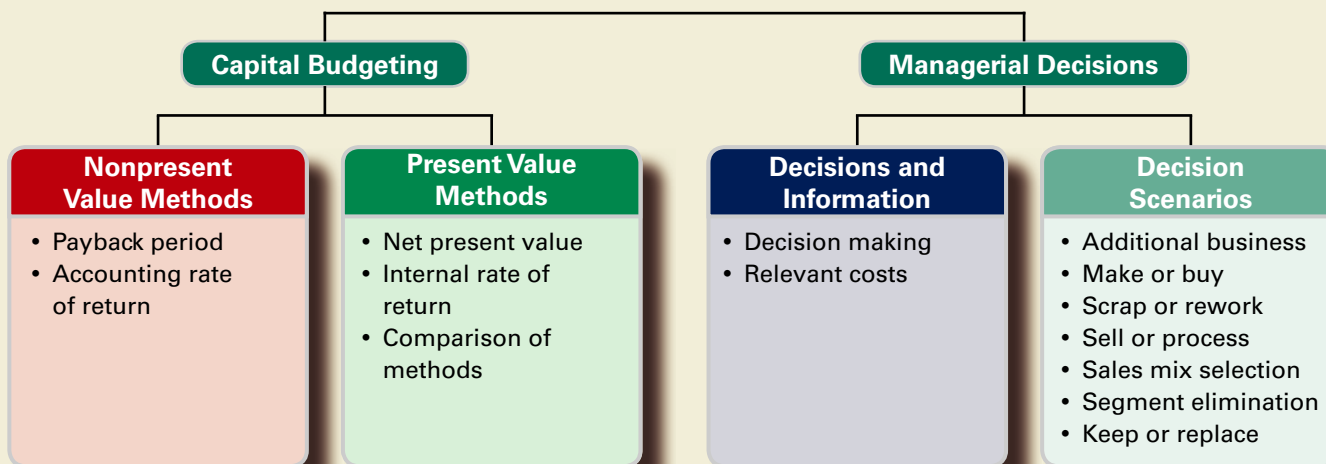 Capital Budgeting
Managerial Decisions
Nonpresent
Value Methods
• Payback period
• Accounting rate
of return
Present Value
Methods
• Net present value
• Internal rate of
return
• Comparison of
methods
Decisions and
Information
• Decision making
• Relevant costs
Decision
Scenarios
• Additional business
• Make or buy
• Scrap or rework
• Sell or process
• Sales mix selection
• Segment elimination
• Keep or replace